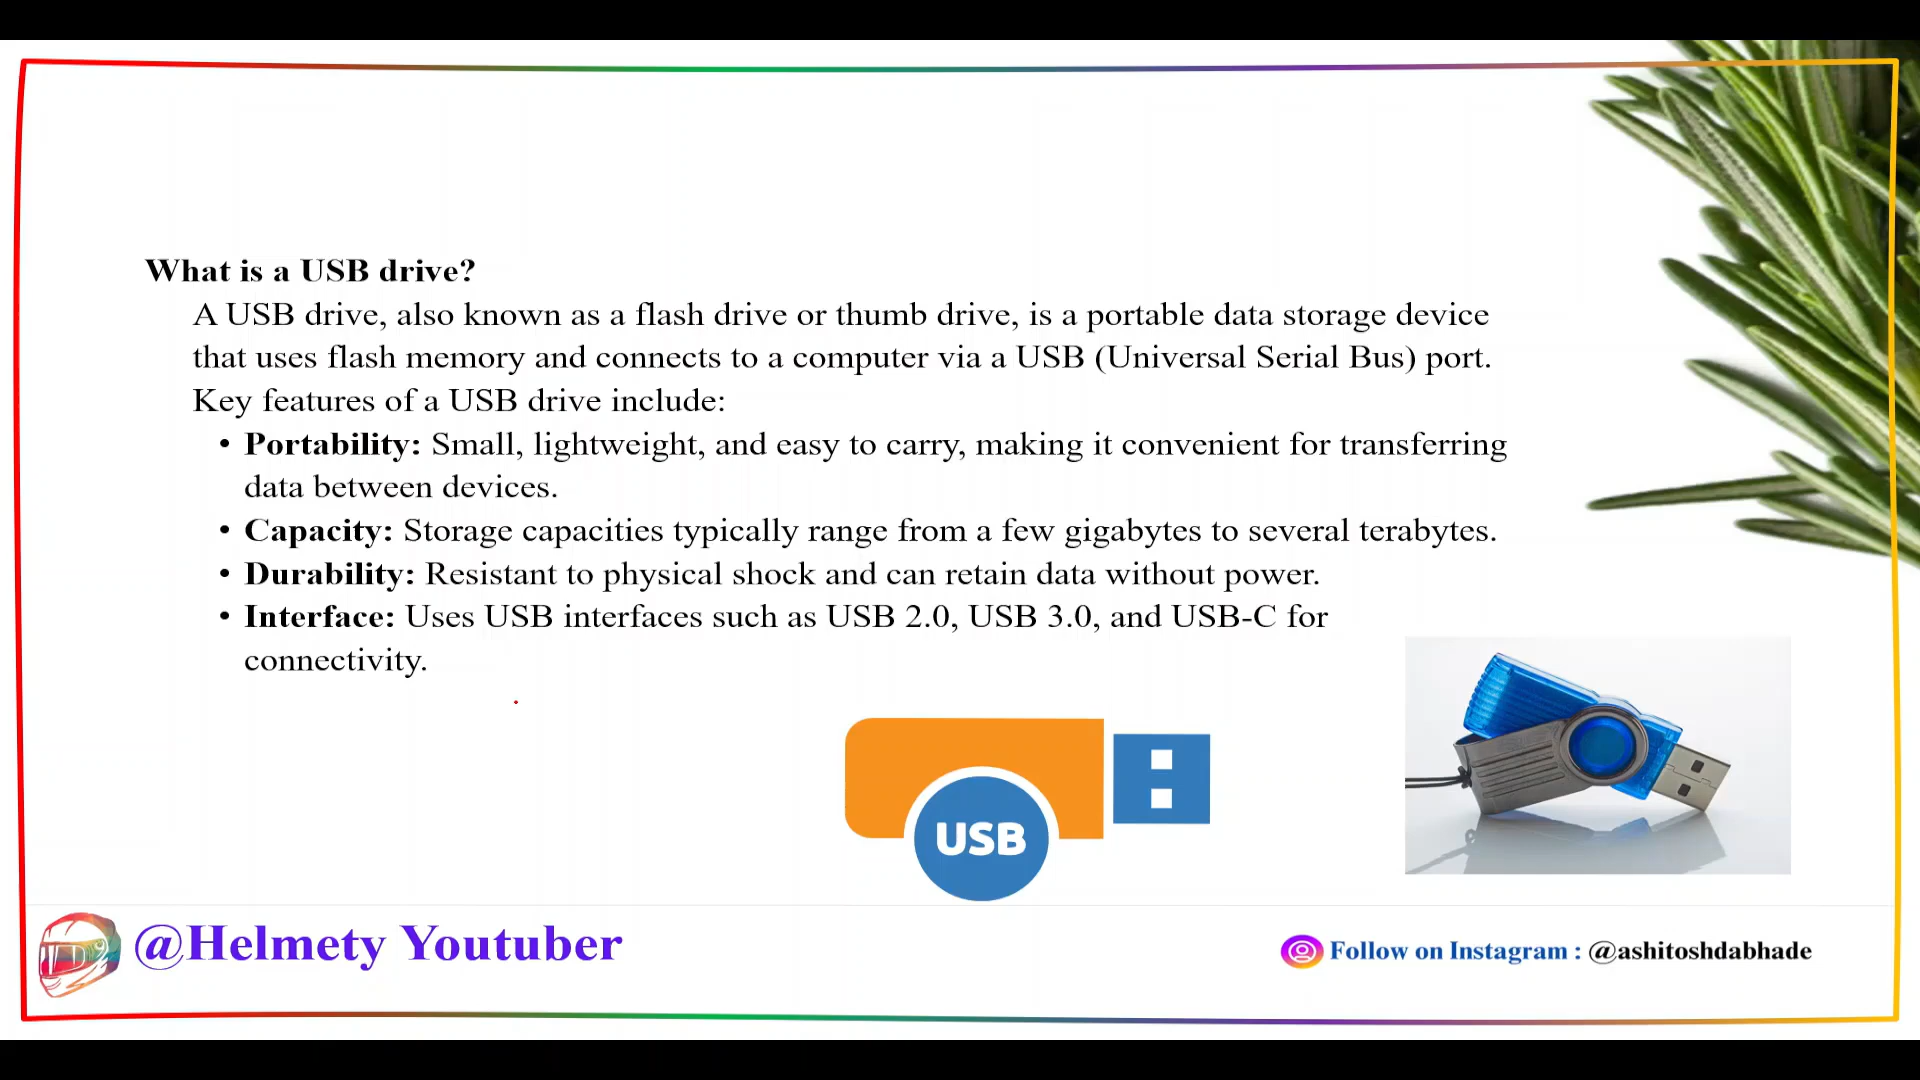 What is a USB drive?
A USB drive, also known as a flash drive or thumb drive, is a portable data storage device
that uses flash memory and connects to a computer via a USB (Universal Serial Bus) port.
Key features of a USB drive include:
• Portability: Small, lightweight, and easy to carry, making it convenient for transferring
data between devices.
• Capacity: Storage capacities typically range from a few gigabytes to several terabytes.
• Durability: Resistant to physical shock and can retain data without power.
• Interface: Uses USB interfaces such as USB 2.0, USB 3.0, and USB-C for
connectivity.
USB
@Helmety Youtuber
Follow on Instagram : @ashitoshdabhade